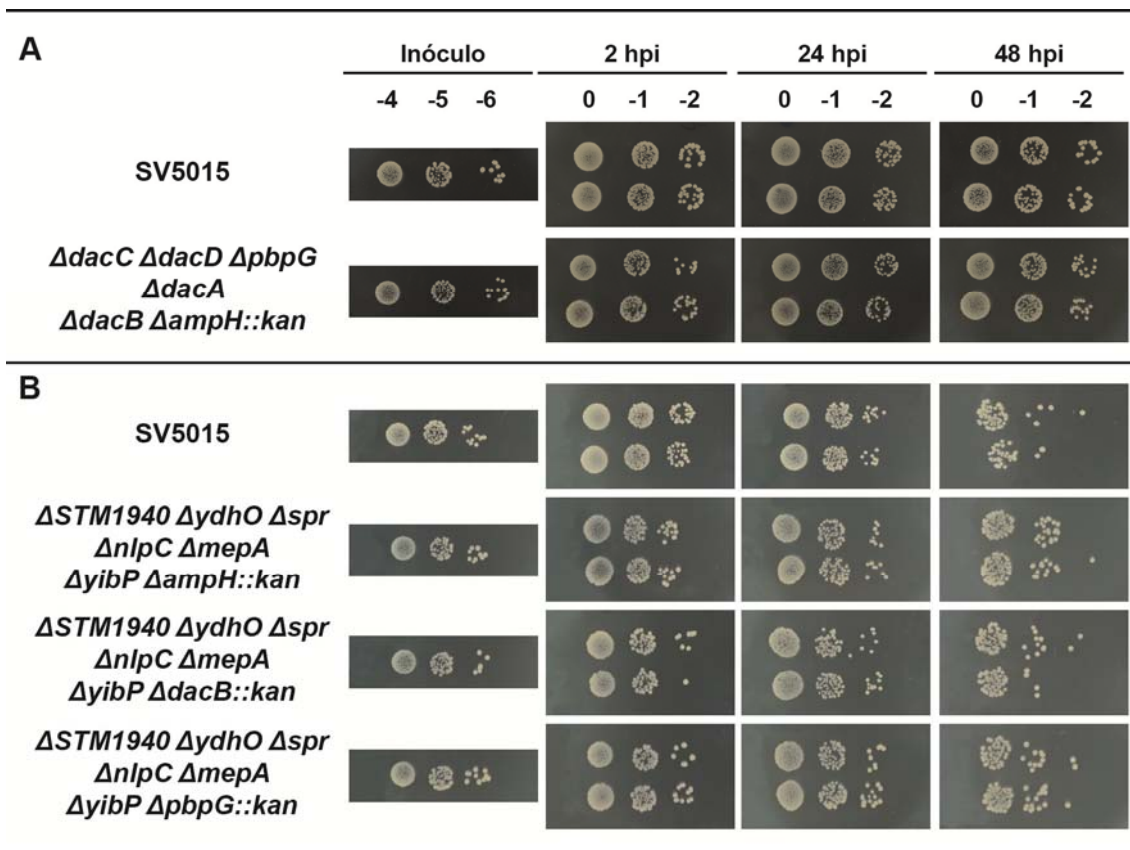 A
Inóculo 2 hpi 24 hpi 48 hpi
-4 -5 -6 0 -1 -2 0 -1 -2 0 -1 -2
SV5015
ΔdacC ΔdacD ΔpbpG
ΔdacA
ΔdacB ΔampH::kan
B
SV5015
ΔSTM1940 ΔydhO Δspr
ΔnlpC ΔmepA
ΔyibP ΔampH::kan
ΔSTM1940 ΔydhO Δspr
ΔnlpC ΔmepA
ΔyibP ΔdacB::kan
ΔSTM1940 ΔydhO Δspr
ΔnlpC ΔmepA
ΔyibP ΔpbpG::kan